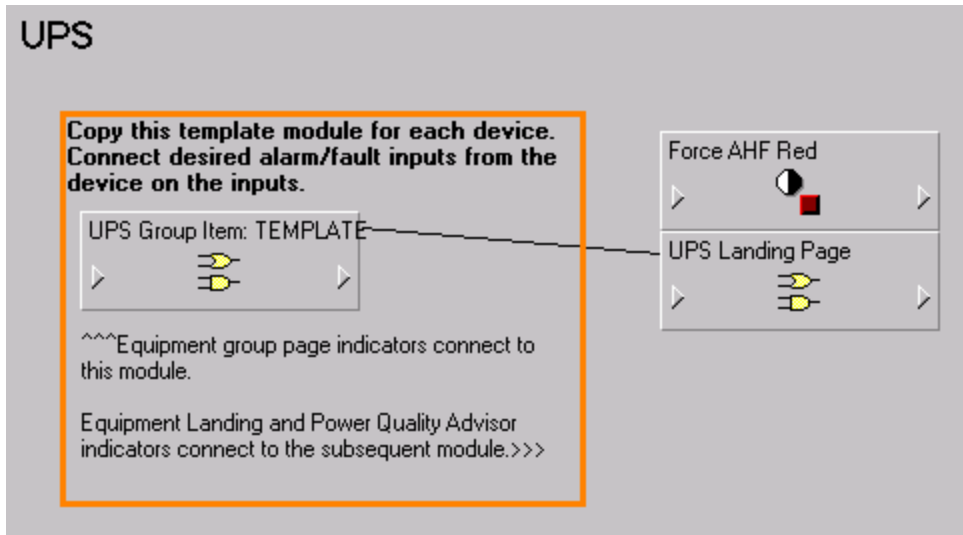 UPS
Copy this template module for each device.
Connect desired alarm/fault inputs from the
device on the inputs.
UPS Group Item: TEMPLATE
^^^Equipment group page indicators connect to
this module.
Equipment Landing and Power Quality Advisor
indicators connect to the subsequent module.>>>
Force AHF Red
UPS Landing Page